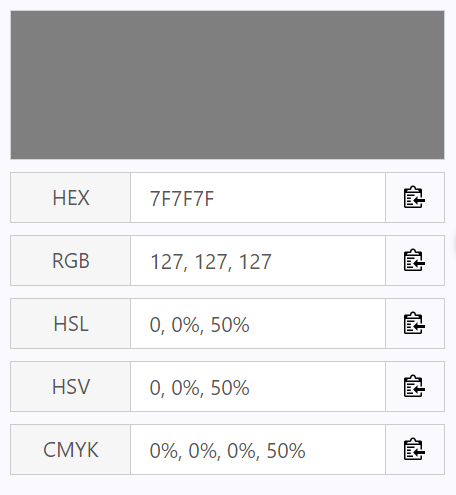 HEX 7F7F7F
RGB 127, 127, 127
HSL 0, 0%, 50%
HSV 0, 0%, 50%
CMYK 0%, 0%, 0%, 50%